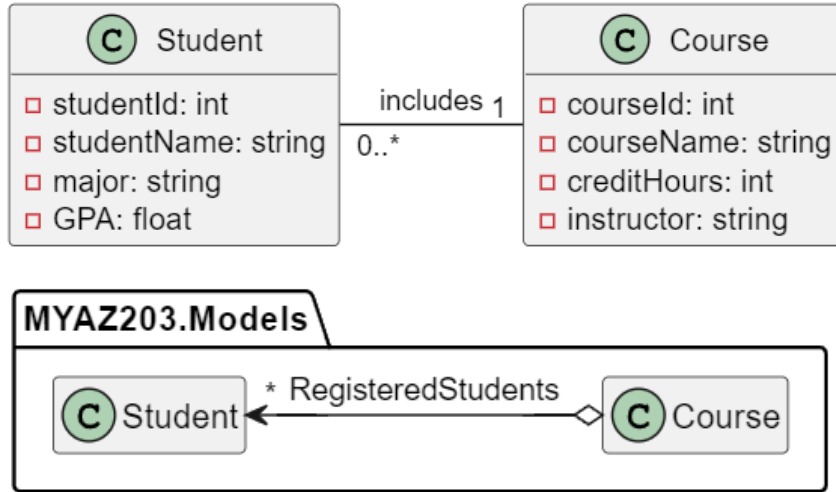 C Student
studentId: int
studentName: string
major: string
GPA: float
includes 1
0..*
C Course
courseId: int
courseName: string
creditHours: int
instructor: string
MYAZ203.Models
C Student
* RegisteredStudents
C Course